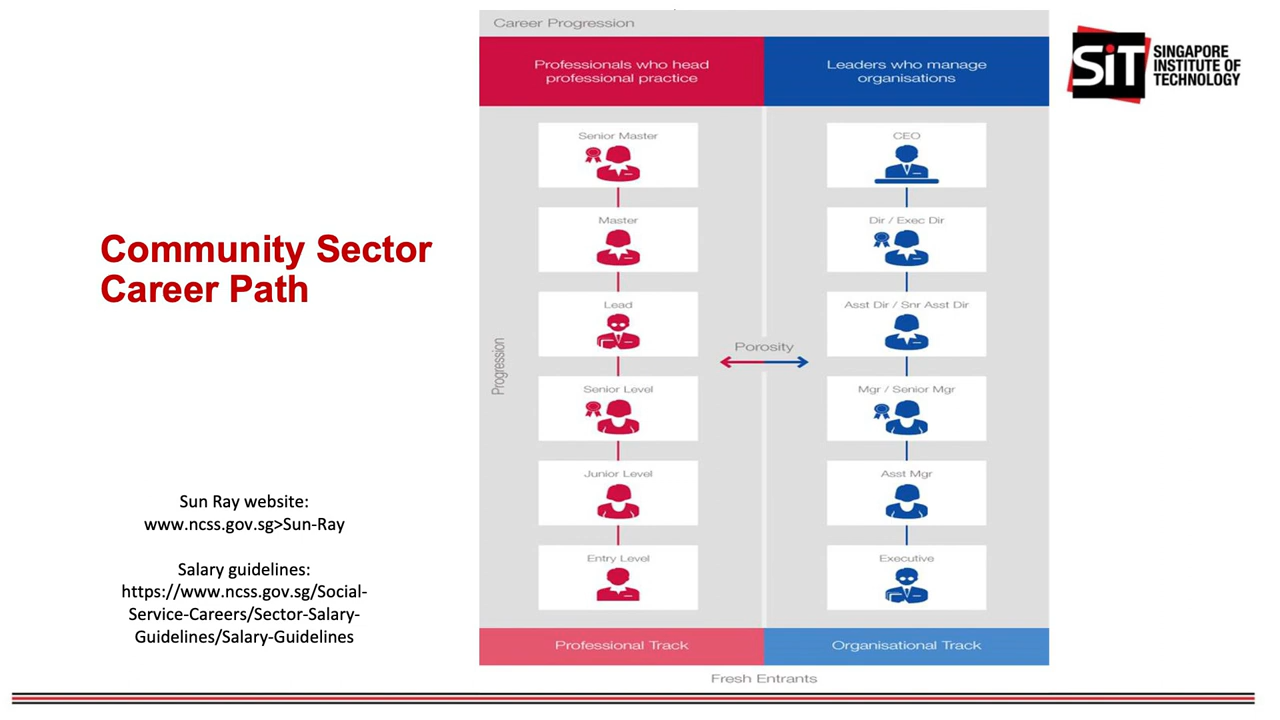 Career Progression
Professionals who head
professional practice
Leaders who manage
organisations
SiT
SINGAPORE
INSTITUTE OF
TECHNOLOGY
Senior Master
CEO
Master
Dir / Exec Dir
Community Sector
Career Path
Lead
Asst Dir / Snr Asst Dir
Progression
Porosity
Senior Level
Mgr / Senior Mgr
Junior Level
Asst Mgr
Sun Ray website:
www.ncss.gov.sg>Sun-Ray
Entry Level
Executive
Salary guidelines:
https://www.ncss.gov.sg/Social-
Service-Careers/Sector-Salary-
Guidelines/Salary-Guidelines
Professional Track
Organisational Track
Fresh Entrants